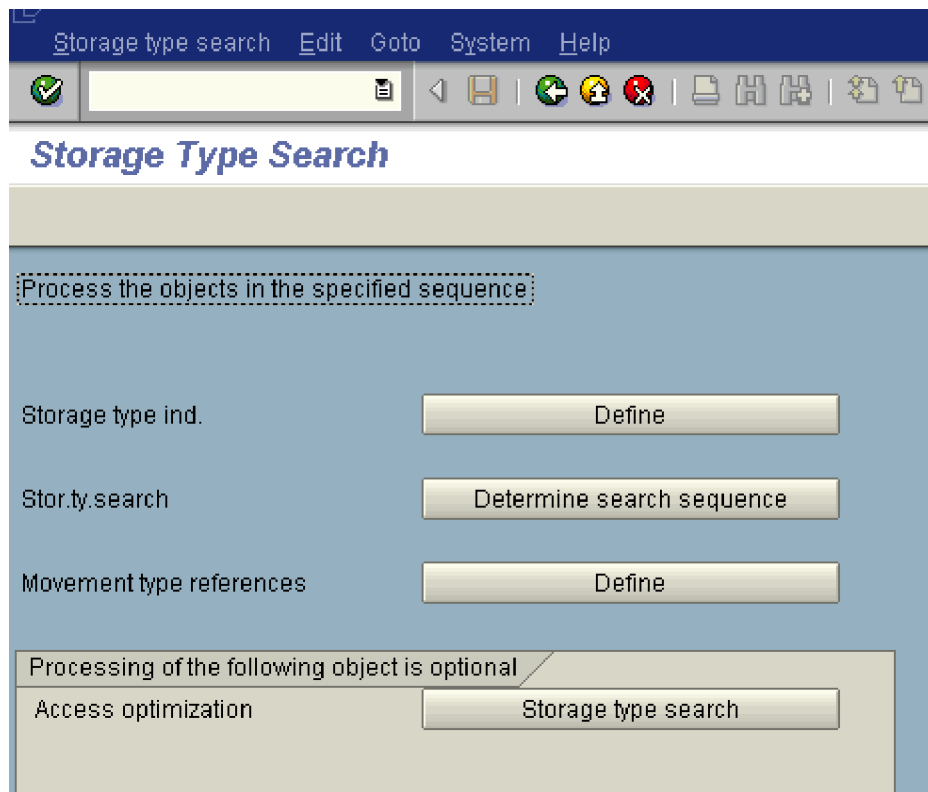 Storage type search Edit Goto System Help
Storage Type Search
Process the objects in the specified sequence
Storage type ind. Define
Stor.ty.search Determine search sequence
Movement type references Define
Processing of the following object is optional
Access optimization Storage type search